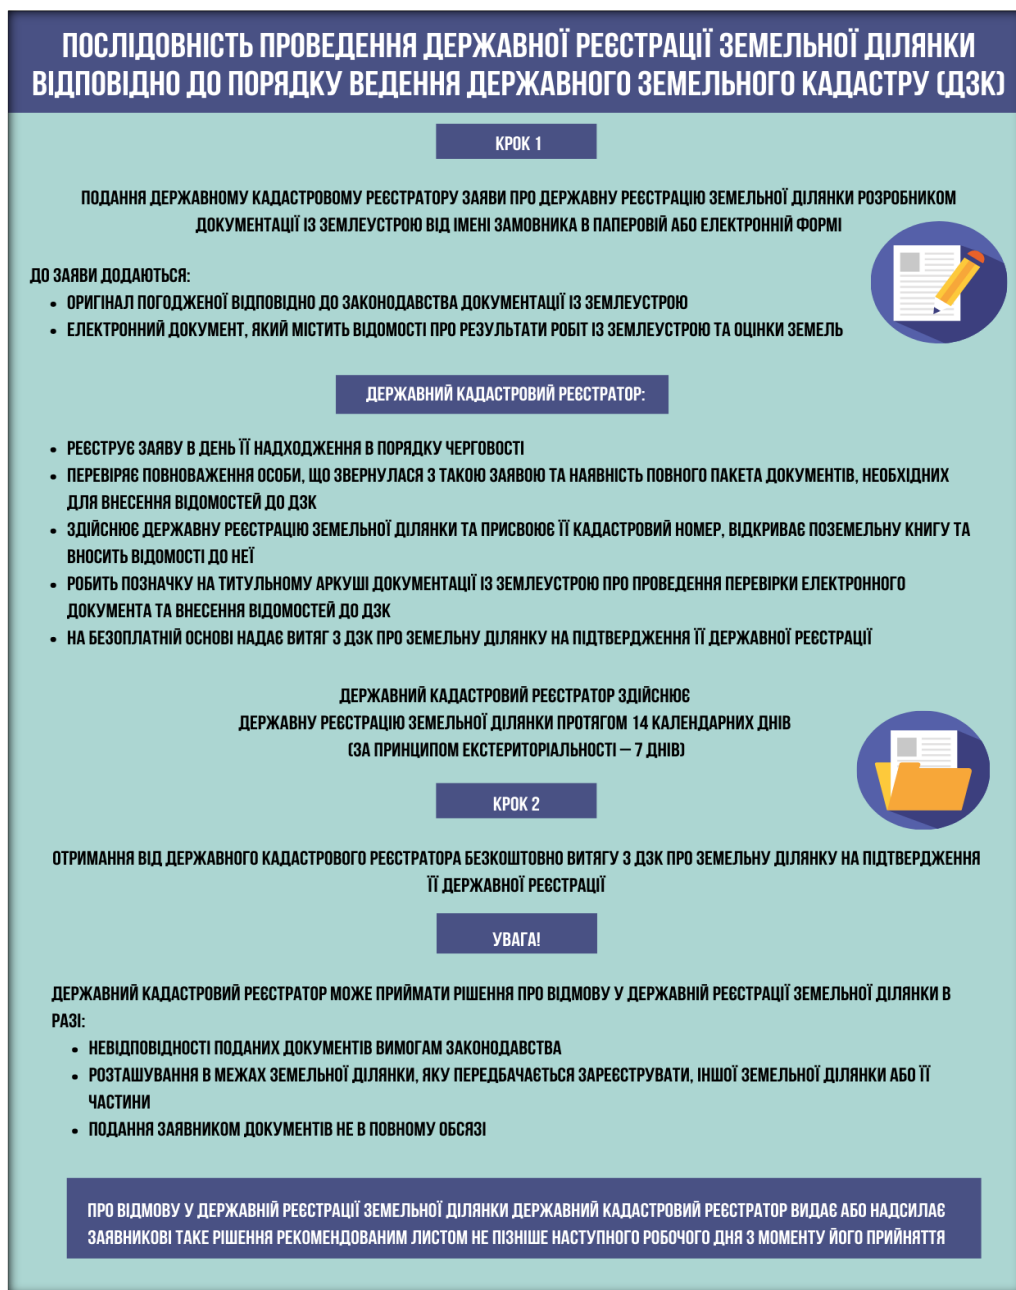 ПОСЛІДОВНІСТЬ ПРОВЕДЕННЯ ДЕРЖАВНОЇ РЕЄСТРАЦІЇ ЗЕМЕЛЬНОЇ ДІЛЯНКИ
ВІДПОВІДНО ДО ПОРЯДКУ ВЕДЕННЯ ДЕРЖАВНОГО ЗЕМЕЛЬНОГО КАДАСТРУ (ДЗК)
КРОК 1
ПОДАННЯ ДЕРЖАВНОМУ КАДАСТРОВОМУ РЕЄСТРАТОРУ ЗАЯВИ ПРО ДЕРЖАВНУ РЕЄСТРАЦІЮ ЗЕМЕЛЬНОЇ ДІЛЯНКИ РОЗРОБНИКОМ
ДОКУМЕНТАЦІЇ ІЗ ЗЕМЛЕУСТРОЮ ВІД ІМЕНІ ЗАМОВНИКА В ПАПЕРОВІЙ АБО ЕЛЕКТРОННІЙ ФОРМІ
ДО ЗАЯВИ ДОДАЮТЬСЯ:
• ОРИГІНАЛ ПОГОДЖЕНОЇ ВІДПОВІДНО ДО ЗАКОНОДАВСТВА ДОКУМЕНТАЦІЇ ІЗ ЗЕМЛЕУСТРОЮ
• ЕЛЕКТРОННИЙ ДОКУМЕНТ, ЯКИЙ МІСТИТЬ ВІДОМОСТІ ПРО РЕЗУЛЬТАТИ РОБІТ ІЗ ЗЕМЛЕУСТРОЮ ТА ОЦІНКИ ЗЕМЕЛЬ
ДЕРЖАВНИЙ КАДАСТРОВИЙ РЕЄСТРАТОР:
• РЕЄСТРУЄ ЗАЯВУ В ДЕНЬ ЇЇ НАДХОДЖЕННЯ В ПОРЯДКУ ЧЕРГОВОСТІ
• ПЕРЕВІРЯЄ ПОВНОВАЖЕННЯ ОСОБИ, ЩО ЗВЕРНУЛАСЯ З ТАКОЮ ЗАЯВОЮ ТА НАЯВНІСТЬ ПОВНОГО ПАКЕТА ДОКУМЕНТІВ, НЕОБХІДНИХ
ДЛЯ ВНЕСЕННЯ ВІДОМОСТЕЙ ДО ДЗК
• ЗДІЙСНЮЄ ДЕРЖАВНУ РЕЄСТРАЦІЮ ЗЕМЕЛЬНОЇ ДІЛЯНКИ ТА ПРИСВОЮЄ ЇЇ КАДАСТРОВИЙ НОМЕР, ВІДКРИВАЄ ПОЗЕМЕЛЬНУ КНИГУ ТА
ВНОСИТЬ ВІДОМОСТІ ДО НЕЇ
• РОБИТЬ ПОЗНАЧКУ НА ТИТУЛЬНОМУ АРКУШІ ДОКУМЕНТАЦІЇ ІЗ ЗЕМЛЕУСТРОЮ ПРО ПРОВЕДЕННЯ ПЕРЕВІРКИ ЕЛЕКТРОННОГО
ДОКУМЕНТА ТА ВНЕСЕННЯ ВІДОМОСТЕЙ ДО ДЗК
• НА БЕЗОПЛАТНІЙ ОСНОВІ НАДАЄ ВИТЯГ З ДЗК ПРО ЗЕМЕЛЬНУ ДІЛЯНКУ НА ПІДТВЕРДЖЕННЯ ЇЇ ДЕРЖАВНОЇ РЕЄСТРАЦІЇ
ДЕРЖАВНИЙ КАДАСТРОВИЙ РЕЄСТРАТОР ЗДІЙСНЮЄ
ДЕРЖАВНУ РЕЄСТРАЦІЮ ЗЕМЕЛЬНОЇ ДІЛЯНКИ ПРОТЯГОМ 14 КАЛЕНДАРНИХ ДНІВ
(ЗА ПРИНЦИПОМ ЕКСТЕРИТОРІАЛЬНОСТІ – 7 ДНІВ)
КРОК 2
ОТРИМАННЯ ВІД ДЕРЖАВНОГО КАДАСТРОВОГО РЕЄСТРАТОРА БЕЗКОШТОВНО ВИТЯГУ З ДЗК ПРО ЗЕМЕЛЬНУ ДІЛЯНКУ НА ПІДТВЕРДЖЕННЯ
ЇЇ ДЕРЖАВНОЇ РЕЄСТРАЦІЇ
УВАГА!
ДЕРЖАВНИЙ КАДАСТРОВИЙ РЕЄСТРАТОР МОЖЕ ПРИЙМАТИ РІШЕННЯ ПРО ВІДМОВУ У ДЕРЖАВНІЙ РЕЄСТРАЦІЇ ЗЕМЕЛЬНОЇ ДІЛЯНКИ В
РАЗІ:
• НЕВІДПОВІДНОСТІ ПОДАНИХ ДОКУМЕНТІВ ВИМОГАМ ЗАКОНОДАВСТВА
• РОЗТАШУВАННЯ В МЕЖАХ ЗЕМЕЛЬНОЇ ДІЛЯНКИ, ЯКУ ПЕРЕДБАЧАЄТЬСЯ ЗАРЕЄСТРУВАТИ, ІНШОЇ ЗЕМЕЛЬНОЇ ДІЛЯНКИ АБО ЇЇ
ЧАСТИНИ
• ПОДАННЯ ЗАЯВНИКОМ ДОКУМЕНТІВ НЕ В ПОВНОМУ ОБСЯЗІ
ПРО ВІДМОВУ У ДЕРЖАВНІЙ РЕЄСТРАЦІЇ ЗЕМЕЛЬНОЇ ДІЛЯНКИ ДЕРЖАВНИЙ КАДАСТРОВИЙ РЕЄСТРАТОР ВИДАЄ АБО НАДСИЛАЄ
ЗАЯВНИКОВІ ТАКЕ РІШЕННЯ РЕКОМЕНДОВАНИМ ЛИСТОМ НЕ ПІЗНІШЕ НАСТУПНОГО РОБОЧОГО ДНЯ З МОМЕНТУ ЙОГО ПРИЙНЯТТЯ